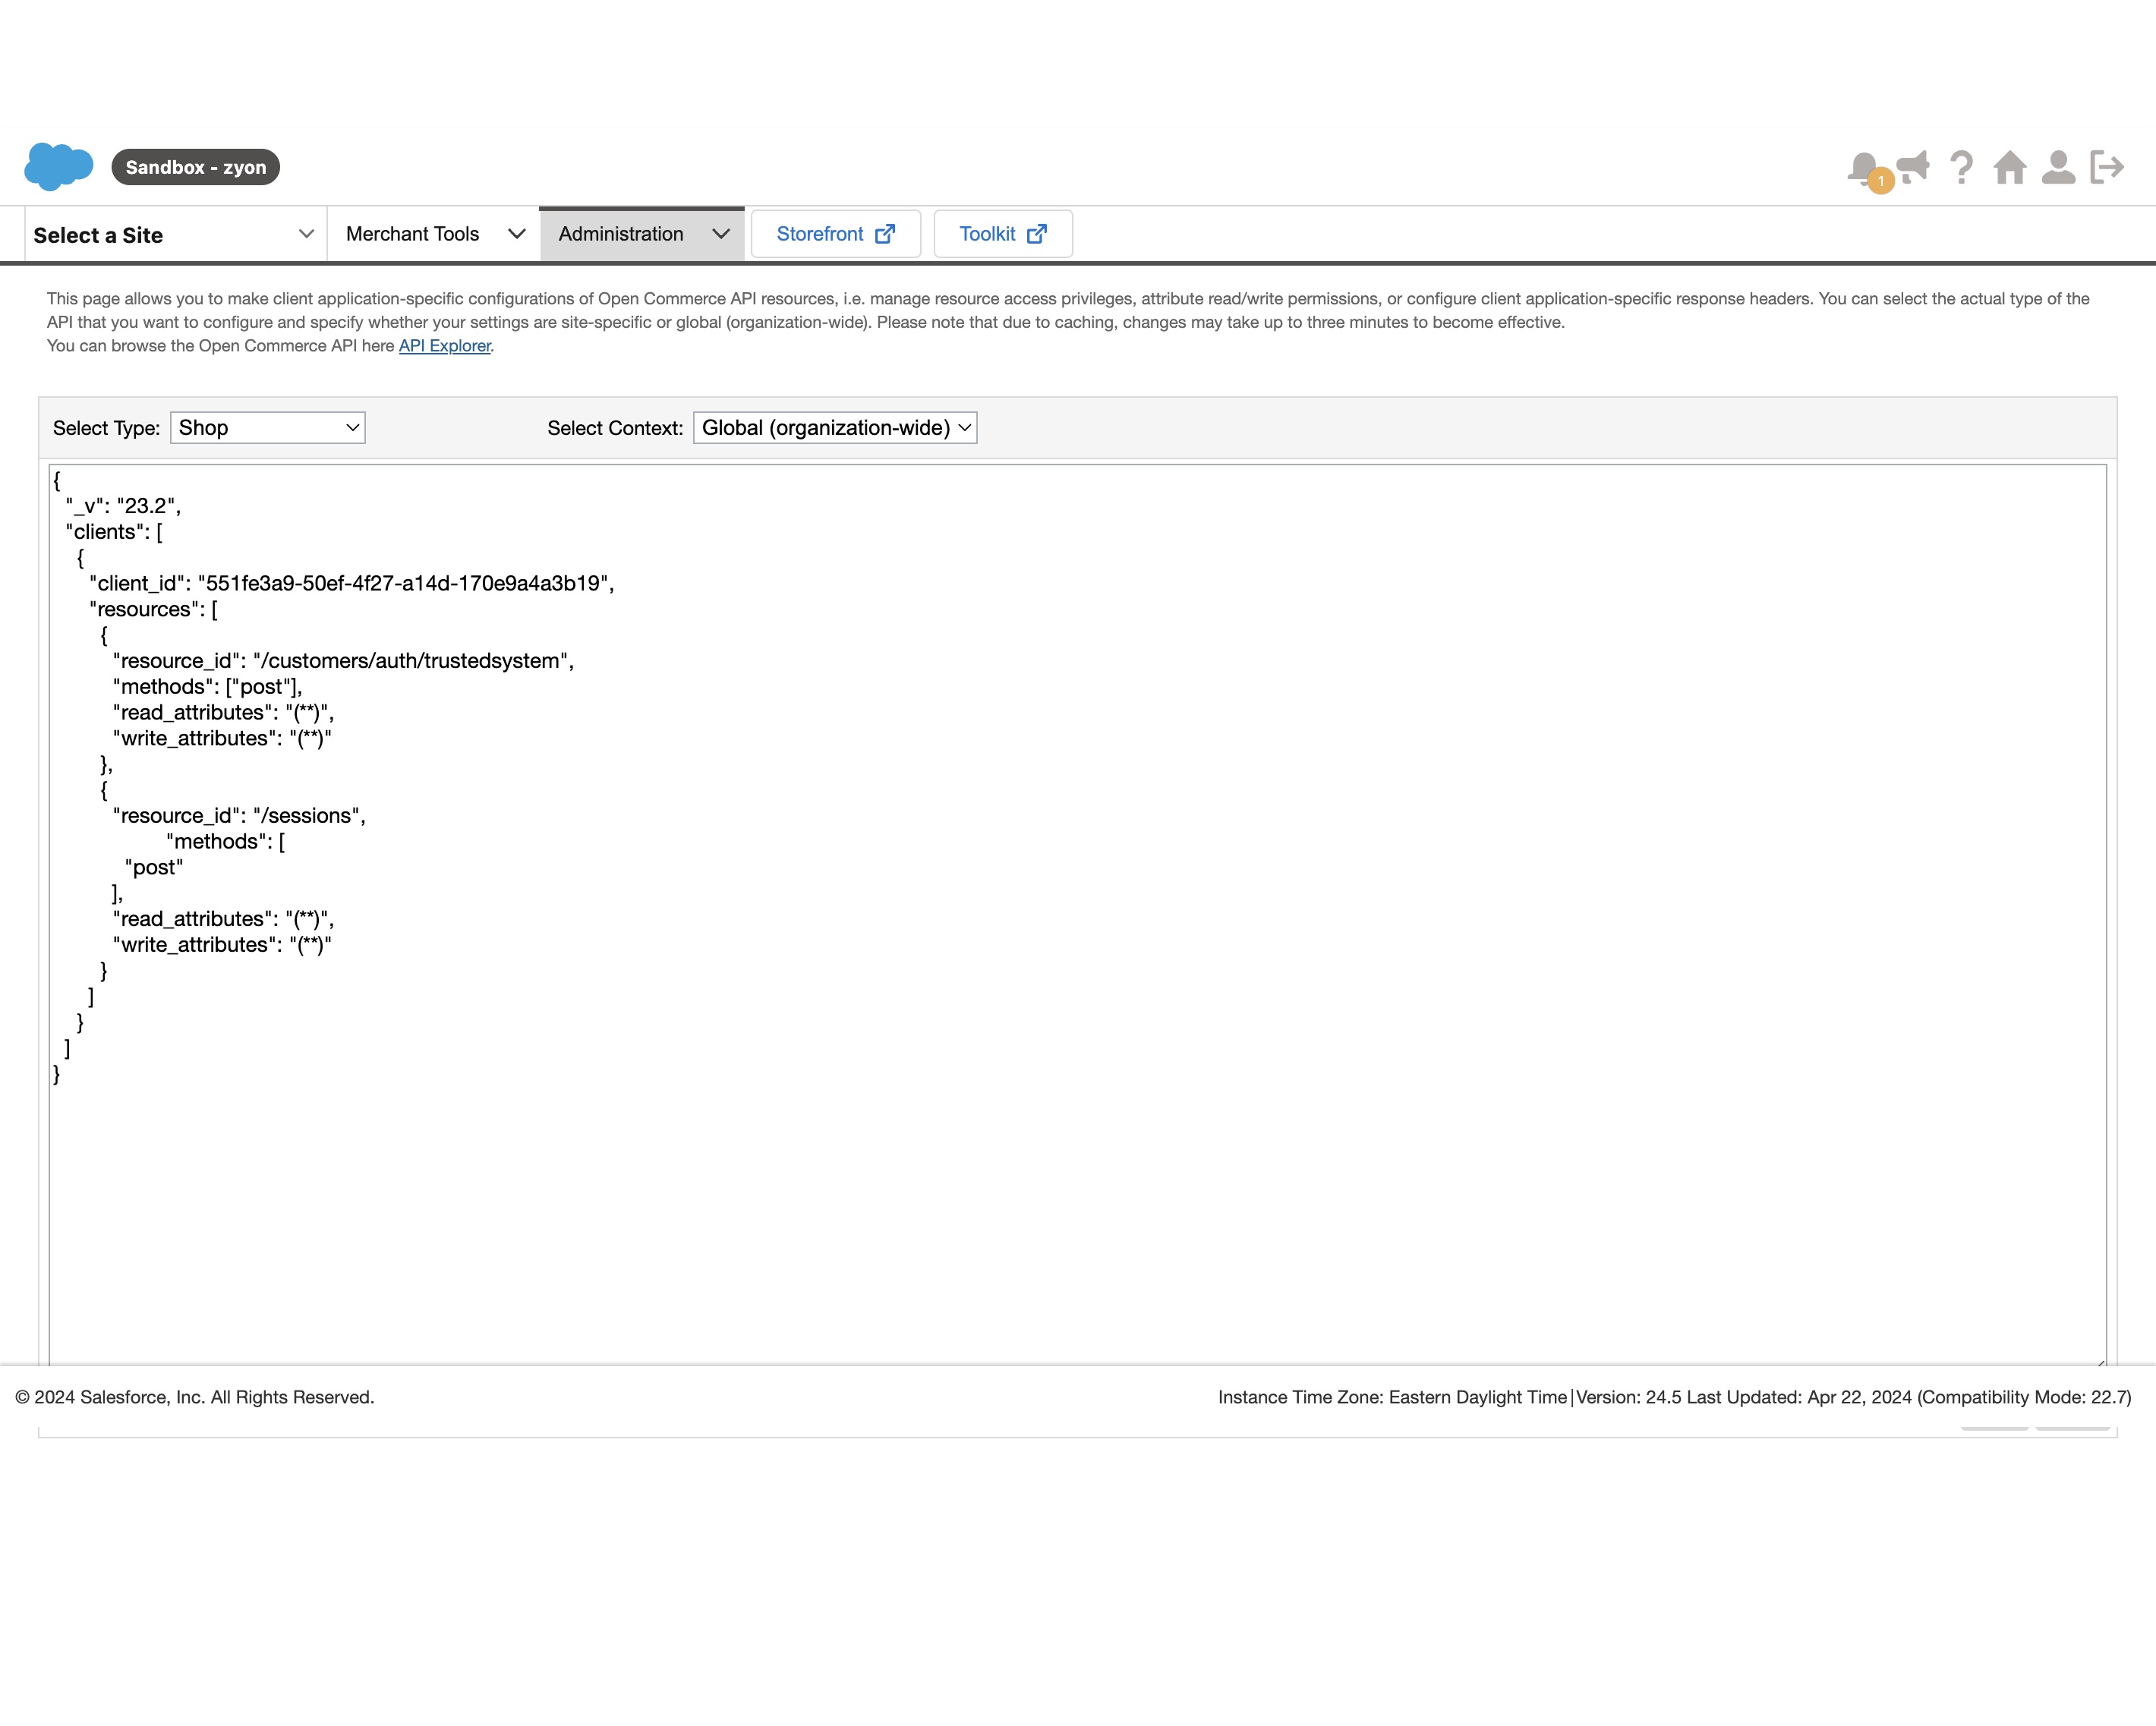 Sandbox - zyon
1
Select a Site
Merchant Tools
Administration
Storefront
Toolkit
This page allows you to make client application-specific configurations of Open Commerce API resources, i.e. manage resource access privileges, attribute read/write permissions, or configure client application-specific response headers. You can select the actual type of the
API that you want to configure and specify whether your settings are site-specific or global (organization-wide). Please note that due to caching, changes may take up to three minutes to become effective.
You can browse the Open Commerce API here API Explorer.
Select Type: Shop
Select Context: Global (organization-wide)
{
"_v": "23.2",
"clients": [
{
"client_id": "551fe3a9-50ef-4f27-a14d-170e9a4a3b19",
"resources": [
{
"resource_id": "/customers/auth/trustedsystem",
"methods": ["post"],
"read_attributes": "(**)",
"write_attributes": "(**)"
},
{
"resource_id": "/sessions",
"methods": [
"post"
],
"read_attributes": "(**)",
"write_attributes": "(**)"
}
]
}
]
}
© 2024 Salesforce, Inc. All Rights Reserved.
Instance Time Zone: Eastern Daylight Time|Version: 24.5 Last Updated: Apr 22, 2024 (Compatibility Mode: 22.7)